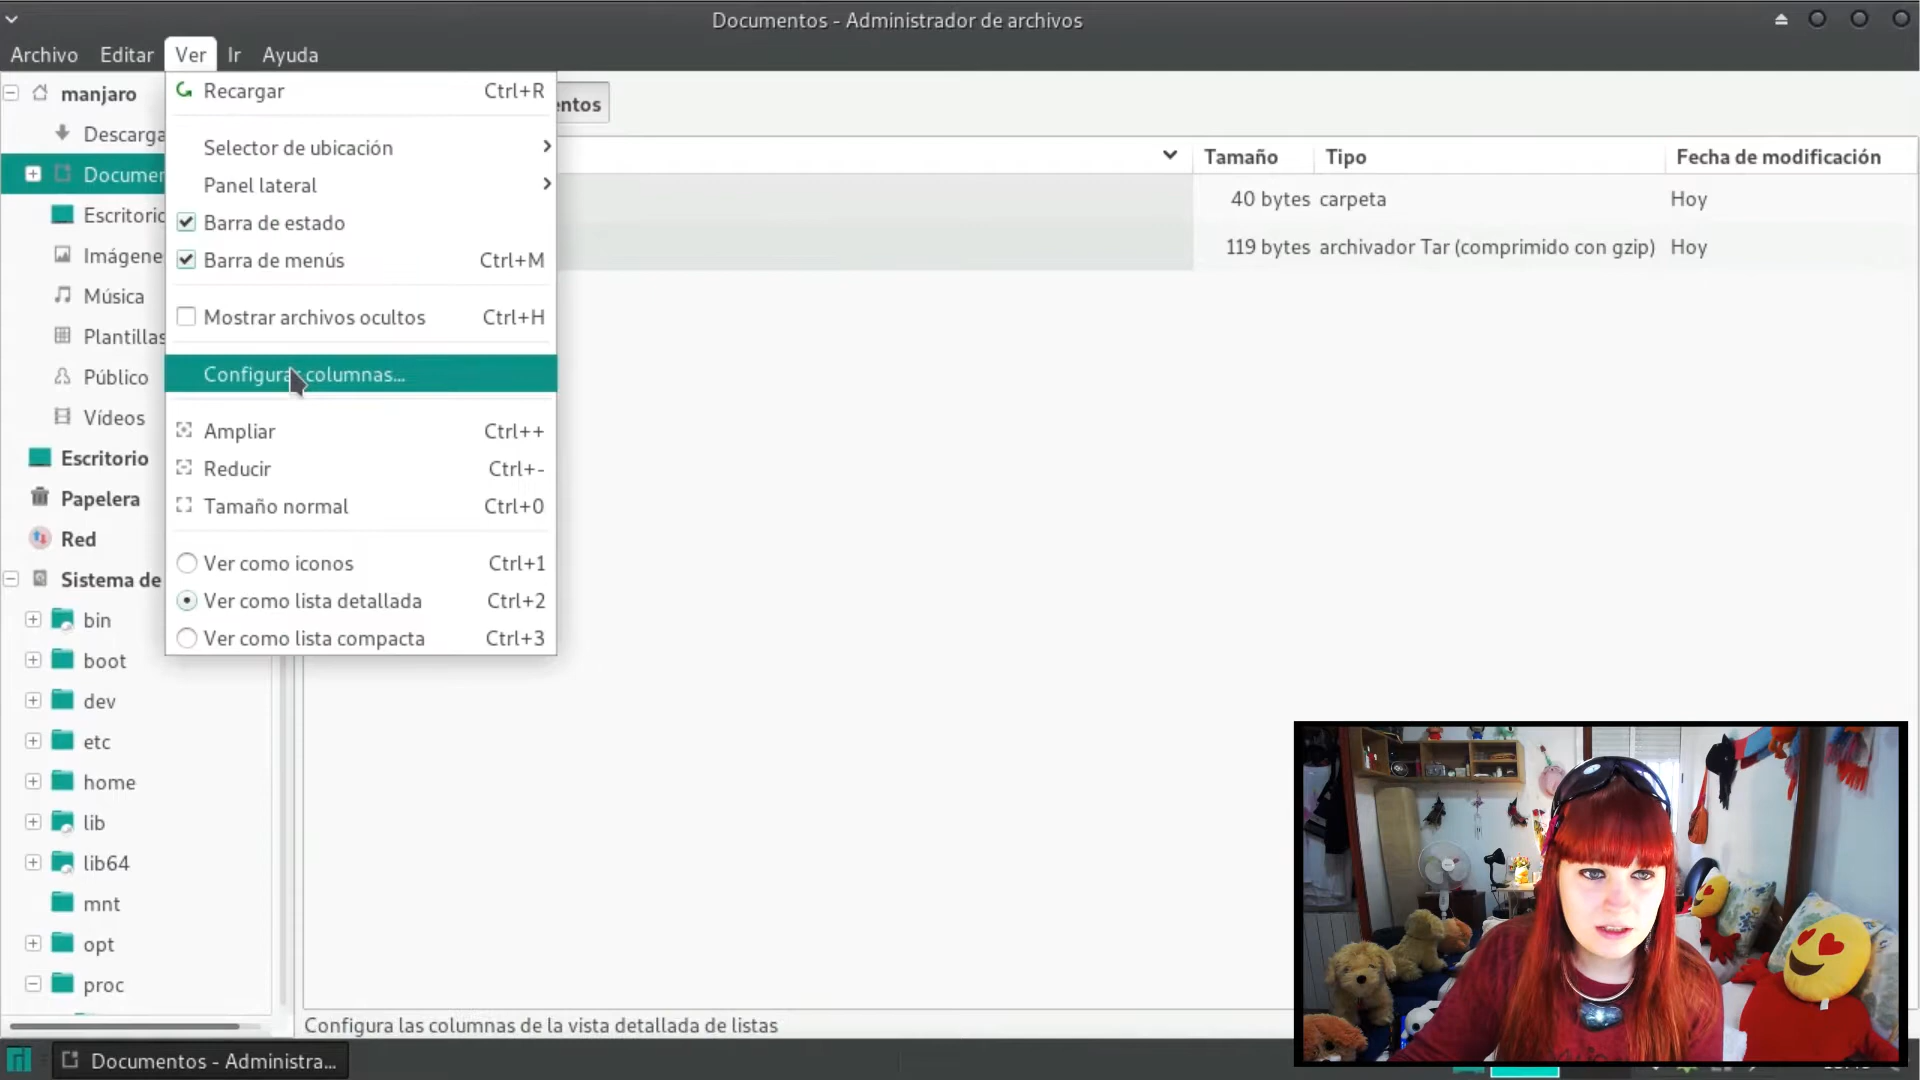 Documentos - Administrador de archivos
Archivo Editar Ver Ir Ayuda
manjaro
Descarga
Documen
Escritorio
Imágene
Música
Plantillas
Público
Vídeos
Escritorio
Papelera
Red
Sistema de
bin
boot
dev
etc
home
lib
lib64
mnt
opt
proc
Recargar Ctrl+R
Selector de ubicación
Panel lateral
Barra de estado
Barra de menús Ctrl+M
Mostrar archivos ocultos Ctrl+H
Configurar columnas...
Ampliar Ctrl++
Reducir Ctrl+-
Tamaño normal Ctrl+0
Ver como iconos Ctrl+1
Ver como lista detallada Ctrl+2
Ver como lista compacta Ctrl+3
entos
Tamaño Tipo Fecha de modificación
40 bytes carpeta Hoy
119 bytes archivador Tar (comprimido con gzip) Hoy
Configura las columnas de la vista detallada de listas
Documentos - Administra...